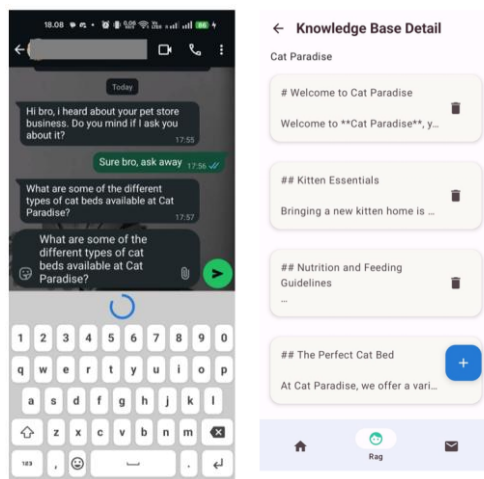 18.08
86
Today
Hi bro, i heard about your pet store
business. Do you mind if I ask you
about it?
17:55
Sure bro, ask away 17:56
What are some of the different
types of cat beds available at Cat
Paradise?
17:57
What are some of the
different types of cat
beds available at Cat
Paradise?
1 2 3 4 5 6 7 8 9 0
q w e r t y u i o p
a s d f g h j k l
z x c v b n m
123 , .
Knowledge Base Detail
Cat Paradise
# Welcome to Cat Paradise
Welcome to **Cat Paradise**, y...
## Kitten Essentials
Bringing a new kitten home is ...
## Nutrition and Feeding
Guidelines
...
## The Perfect Cat Bed
At Cat Paradise, we offer a vari...
+
Rag